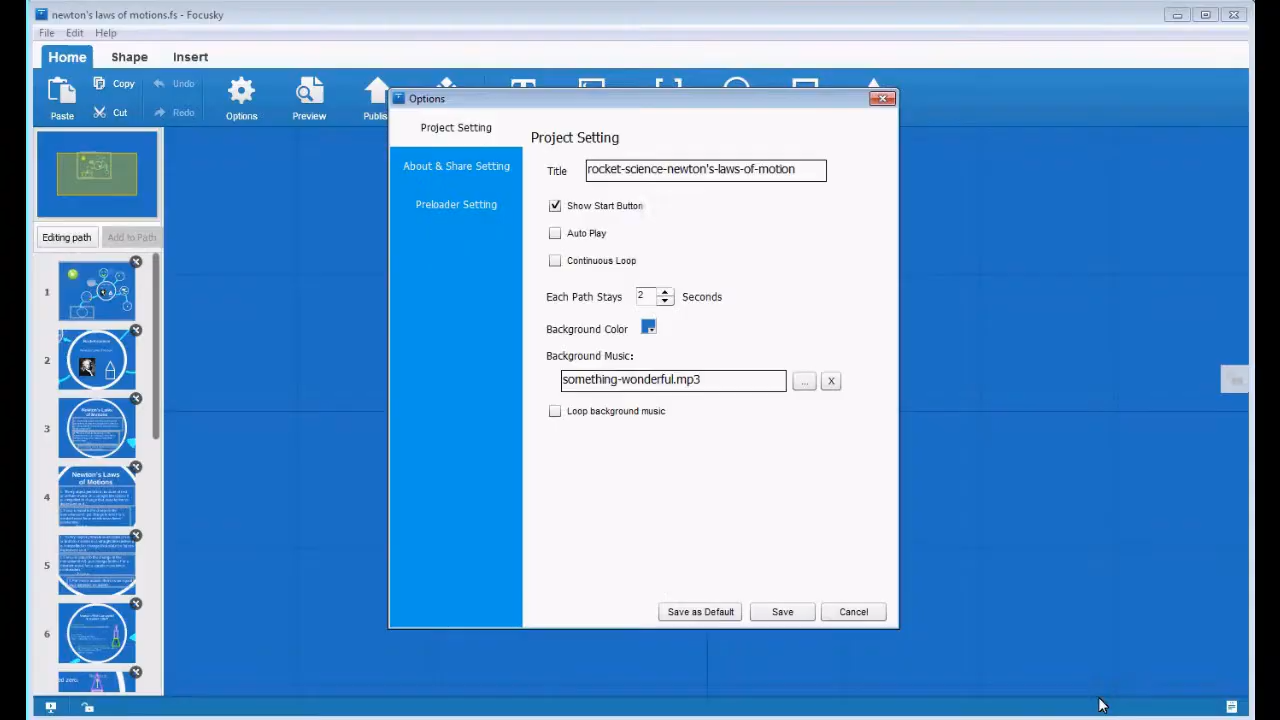 newton's laws of motions.fs - Focusky
File Edit Help
Home Shape Insert
Paste Copy Cut Undo Redo Options Preview
Options
Project Setting
About & Share Setting
Preloader Setting
Project Setting
Title rocket-science-newton's-laws-of-motion
Show Start Button
Auto Play
Continuous Loop
Each Path Stays 2 Seconds
Background Color
Background Music:
something-wonderful.mp3 ... X
Loop background music
Save as Default Save Cancel
Editing path Add to Path
1
2
3
Newton's Laws
of Motions
4
Newton's Laws
of Motions
5
6